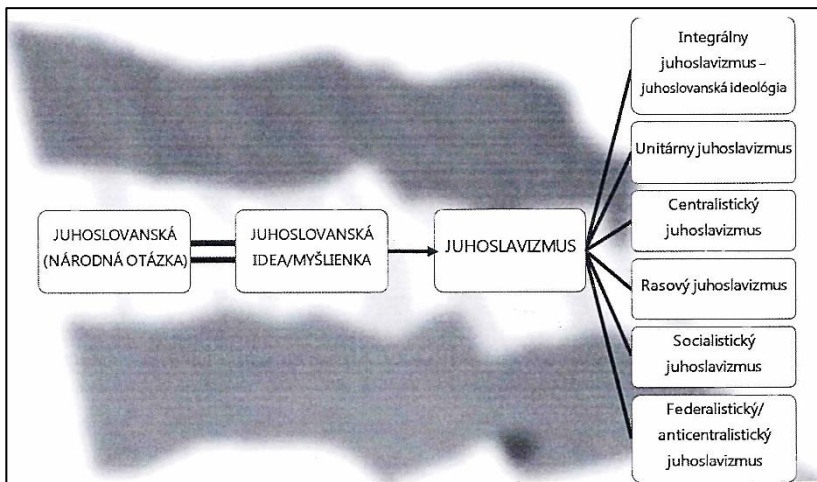 JUHOSLOVANSKÁ
(NÁRODNÁ OTÁZKA)
JUHOSLOVANSKÁ
IDEA/MYŠLIENKA
JUHOSLAVIZMUS
Integrálny
juhoslavizmus –
juhoslovanská ideológia
Unitárny juhoslavizmus
Centralistický
juhoslavizmus
Rasový juhoslavizmus
Socialistický
juhoslavizmus
Federalistický/
anticentralistický
juhoslavizmus